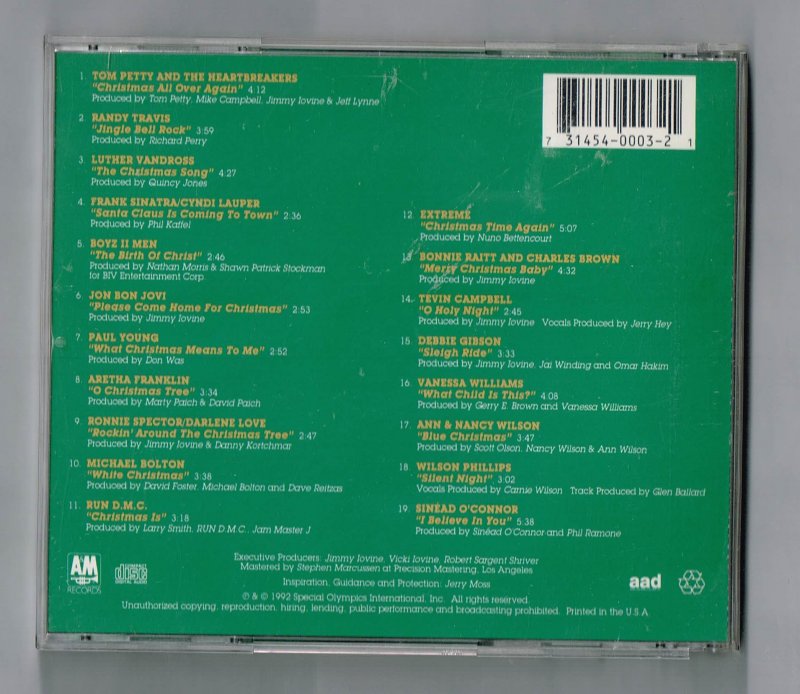 1. TOM PETTY AND THE HEARTBREAKERS
"Christmas All Over Again" 4:12
Produced by Tom Petty, Mike Campbell, Jimmy Iovine & Jeff Lynne
2. RANDY TRAVIS
"Jingle Bell Rock" 3:59
Produced by Richard Perry
3. LUTHER VANDROSS
"The Christmas Song" 4:27
Produced by Quincy Jones
4. FRANK SINATRA/CYNDI LAUPER
"Santa Claus Is Coming To Town" 2:36
Produced by Phil Kaffel
5. BOYZ II MEN
"The Birth Of Christ" 2:46
Produced by Nathan Morris & Shawn Patrick Stockman
for BIV Entertainment Corp.
6. JON BON JOVI
"Please Come Home For Christmas" 2:53
Produced by Jimmy Iovine
7. PAUL YOUNG
"What Christmas Means To Me" 2:52
Produced by Don Was
8. ARETHA FRANKLIN
"O Christmas Tree" 3:34
Produced by Marty Paich & David Paich
9. RONNIE SPECTOR/DARLENE LOVE
"Rockin' Around The Christmas Tree" 2:47
Produced by Jimmy Iovine & Danny Kortchmar
10. MICHAEL BOLTON
"White Christmas" 3:38
Produced by David Foster, Michael Bolton and Dave Reitzas
11. RUN D.M.C.
"Christmas Is" 3:18
Produced by Larry Smith, RUN D.M.C., Jam Master J
7 31454-0003-2 1
12. EXTREME
"Christmas Time Again" 5:07
Produced by Nuno Bettencourt
13. BONNIE RAITT AND CHARLES BROWN
"Merry Christmas Baby" 4:32
Produced by Jimmy Iovine
14. TEVIN CAMPBELL
"O Holy Night" 2:45
Produced by Jimmy Iovine Vocals Produced by Jerry Hey
15. DEBBIE GIBSON
"Sleigh Ride" 3:33
Produced by Jimmy Iovine, Jai Winding and Omar Hakim
16. VANESSA WILLIAMS
"What Child Is This?" 4:08
Produced by Gerry E. Brown and Vanessa Williams
17. ANN & NANCY WILSON
"Blue Christmas" 3:47
Produced by Scott Olson, Nancy Wilson & Ann Wilson
18. WILSON PHILLIPS
"Silent Night" 3:02
Vocals Produced by Carnie Wilson Track Produced by Glen Ballard
19. SINÉAD O'CONNOR
"I Believe In You" 5:38
Produced by Sinéad O'Connor and Phil Ramone
A&M RECORDS
COMPACT disc DIGITAL AUDIO
Executive Producers: Jimmy Iovine, Vicki Iovine, Robert Sargent Shriver
Mastered by Stephen Marcussen at Precision Mastering, Los Angeles
Inspiration, Guidance and Protection: Jerry Moss
℗ & © 1992 Special Olympics International, Inc. All rights reserved.
Unauthorized copying, reproduction, hiring, lending, public performance and broadcasting prohibited. Printed in the U.S.A.
aad